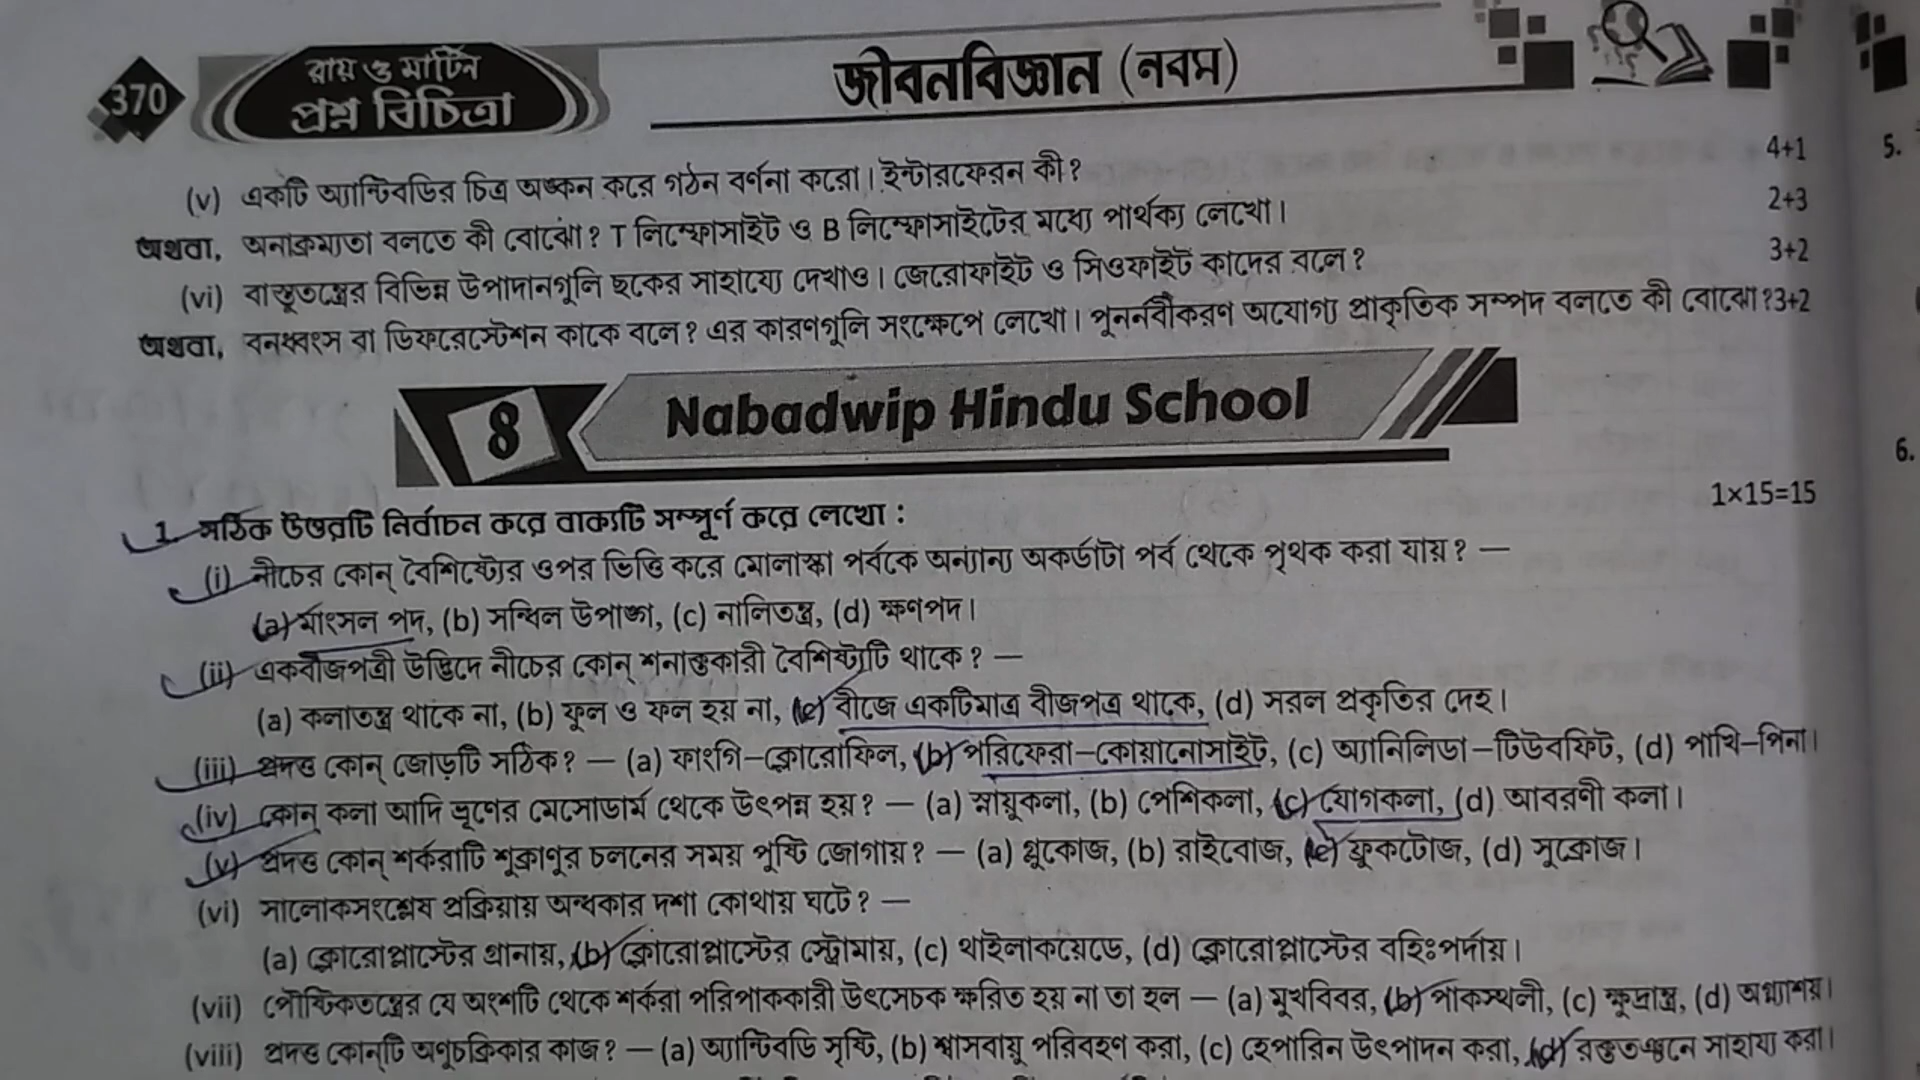 370
রায় ও মার্টিন
প্রশ্ন বিচিত্রা
জীবনবিজ্ঞান (নবম)
(v) একটি অ্যান্টিবডির চিত্র অঙ্কন করে গঠন বর্ণনা করো। ইন্টারফেরন কী? 4+1
অথবা, অনাক্রম্যতা বলতে কী বোঝো? T লিম্ফোসাইট ও B লিম্ফোসাইটের মধ্যে পার্থক্য লেখো। 2+3
(vi) বাস্তুতন্ত্রের বিভিন্ন উপাদানগুলি ছকের সাহায্যে দেখাও। জেরোফাইট ও সিওফাইট কাদের বলে? 3+2
অথবা, বনধ্বংস বা ডিফরেস্টেশন কাকে বলে? এর কারণগুলি সংক্ষেপে লেখো। পুনর্নবীকরণ অযোগ্য প্রাকৃতিক সম্পদ বলতে কী বোঝো? 3+2
8 Nabadwip Hindu School
1. সঠিক উত্তরটি নির্বাচন করে বাক্যটি সম্পূর্ণ করে লেখো : 1×15=15
(i) নীচের কোন্ বৈশিষ্ট্যের ওপর ভিত্তি করে মোলাস্কা পর্বকে অন্যান্য অকর্ডাটা পর্ব থেকে পৃথক করা যায়? —
(a) মাংসল পদ, (b) সন্ধিল উপাঙ্গ, (c) নালিতন্ত্র, (d) ক্ষণপদ।
(ii) একবীজপত্রী উদ্ভিদে নীচের কোন্ শনাক্তকারী বৈশিষ্ট্যটি থাকে? —
(a) কলাতন্ত্র থাকে না, (b) ফুল ও ফল হয় না, (c) বীজে একটিমাত্র বীজপত্র থাকে, (d) সরল প্রকৃতির দেহ।
(iii) প্রদত্ত কোন্ জোড়টি সঠিক? — (a) ফাংগি–ক্লোরোফিল, (b) পরিফেরা–কোয়ানোসাইট, (c) অ্যানিলিডা–টিউবফিট, (d) পাখি–পিনা।
(iv) কোন্ কলা আদি ভ্রূণের মেসোডার্ম থেকে উৎপন্ন হয়? — (a) স্নায়ুকলা, (b) পেশিকলা, (c) যোগকলা, (d) আবরণী কলা।
(v) প্রদত্ত কোন্ শর্করাটি শুক্রাণুর চলনের সময় পুষ্টি জোগায়? — (a) গ্লুকোজ, (b) রাইবোজ, (c) ফ্রুকটোজ, (d) সুক্রোজ।
(vi) সালোকসংশ্লেষ প্রক্রিয়ায় অন্ধকার দশা কোথায় ঘটে? —
(a) ক্লোরোপ্লাস্টের গ্রানায়, (b) ক্লোরোপ্লাস্টের স্ট্রোমায়, (c) থাইলাকয়েডে, (d) ক্লোরোপ্লাস্টের বহিঃপর্দায়।
(vii) পৌষ্টিকতন্ত্রের যে অংশটি থেকে শর্করা পরিপাককারী উৎসেচক ক্ষরিত হয় না তা হল — (a) মুখবিবর, (b) পাকস্থলী, (c) ক্ষুদ্রান্ত্র, (d) অগ্ন্যাশয়।
(viii) প্রদত্ত কোন্‌টি অণুচক্রিকার কাজ? — (a) অ্যান্টিবডি সৃষ্টি, (b) শ্বাসবায়ু পরিবহণ করা, (c) হেপারিন উৎপাদন করা, (d) রক্ততঞ্চনে সাহায্য করা।
5.
6.